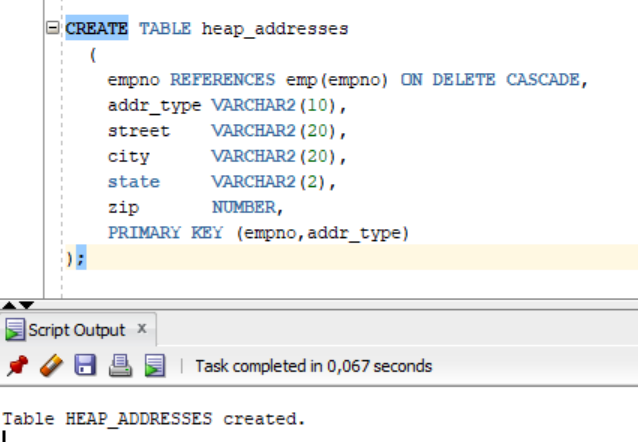 CREATE TABLE heap_addresses
(
empno REFERENCES emp(empno) ON DELETE CASCADE,
addr_type VARCHAR2(10),
street VARCHAR2(20),
city VARCHAR2(20),
state VARCHAR2(2),
zip NUMBER,
PRIMARY KEY (empno,addr_type)
);
Script Output x
Task completed in 0,067 seconds
Table HEAP_ADDRESSES created.